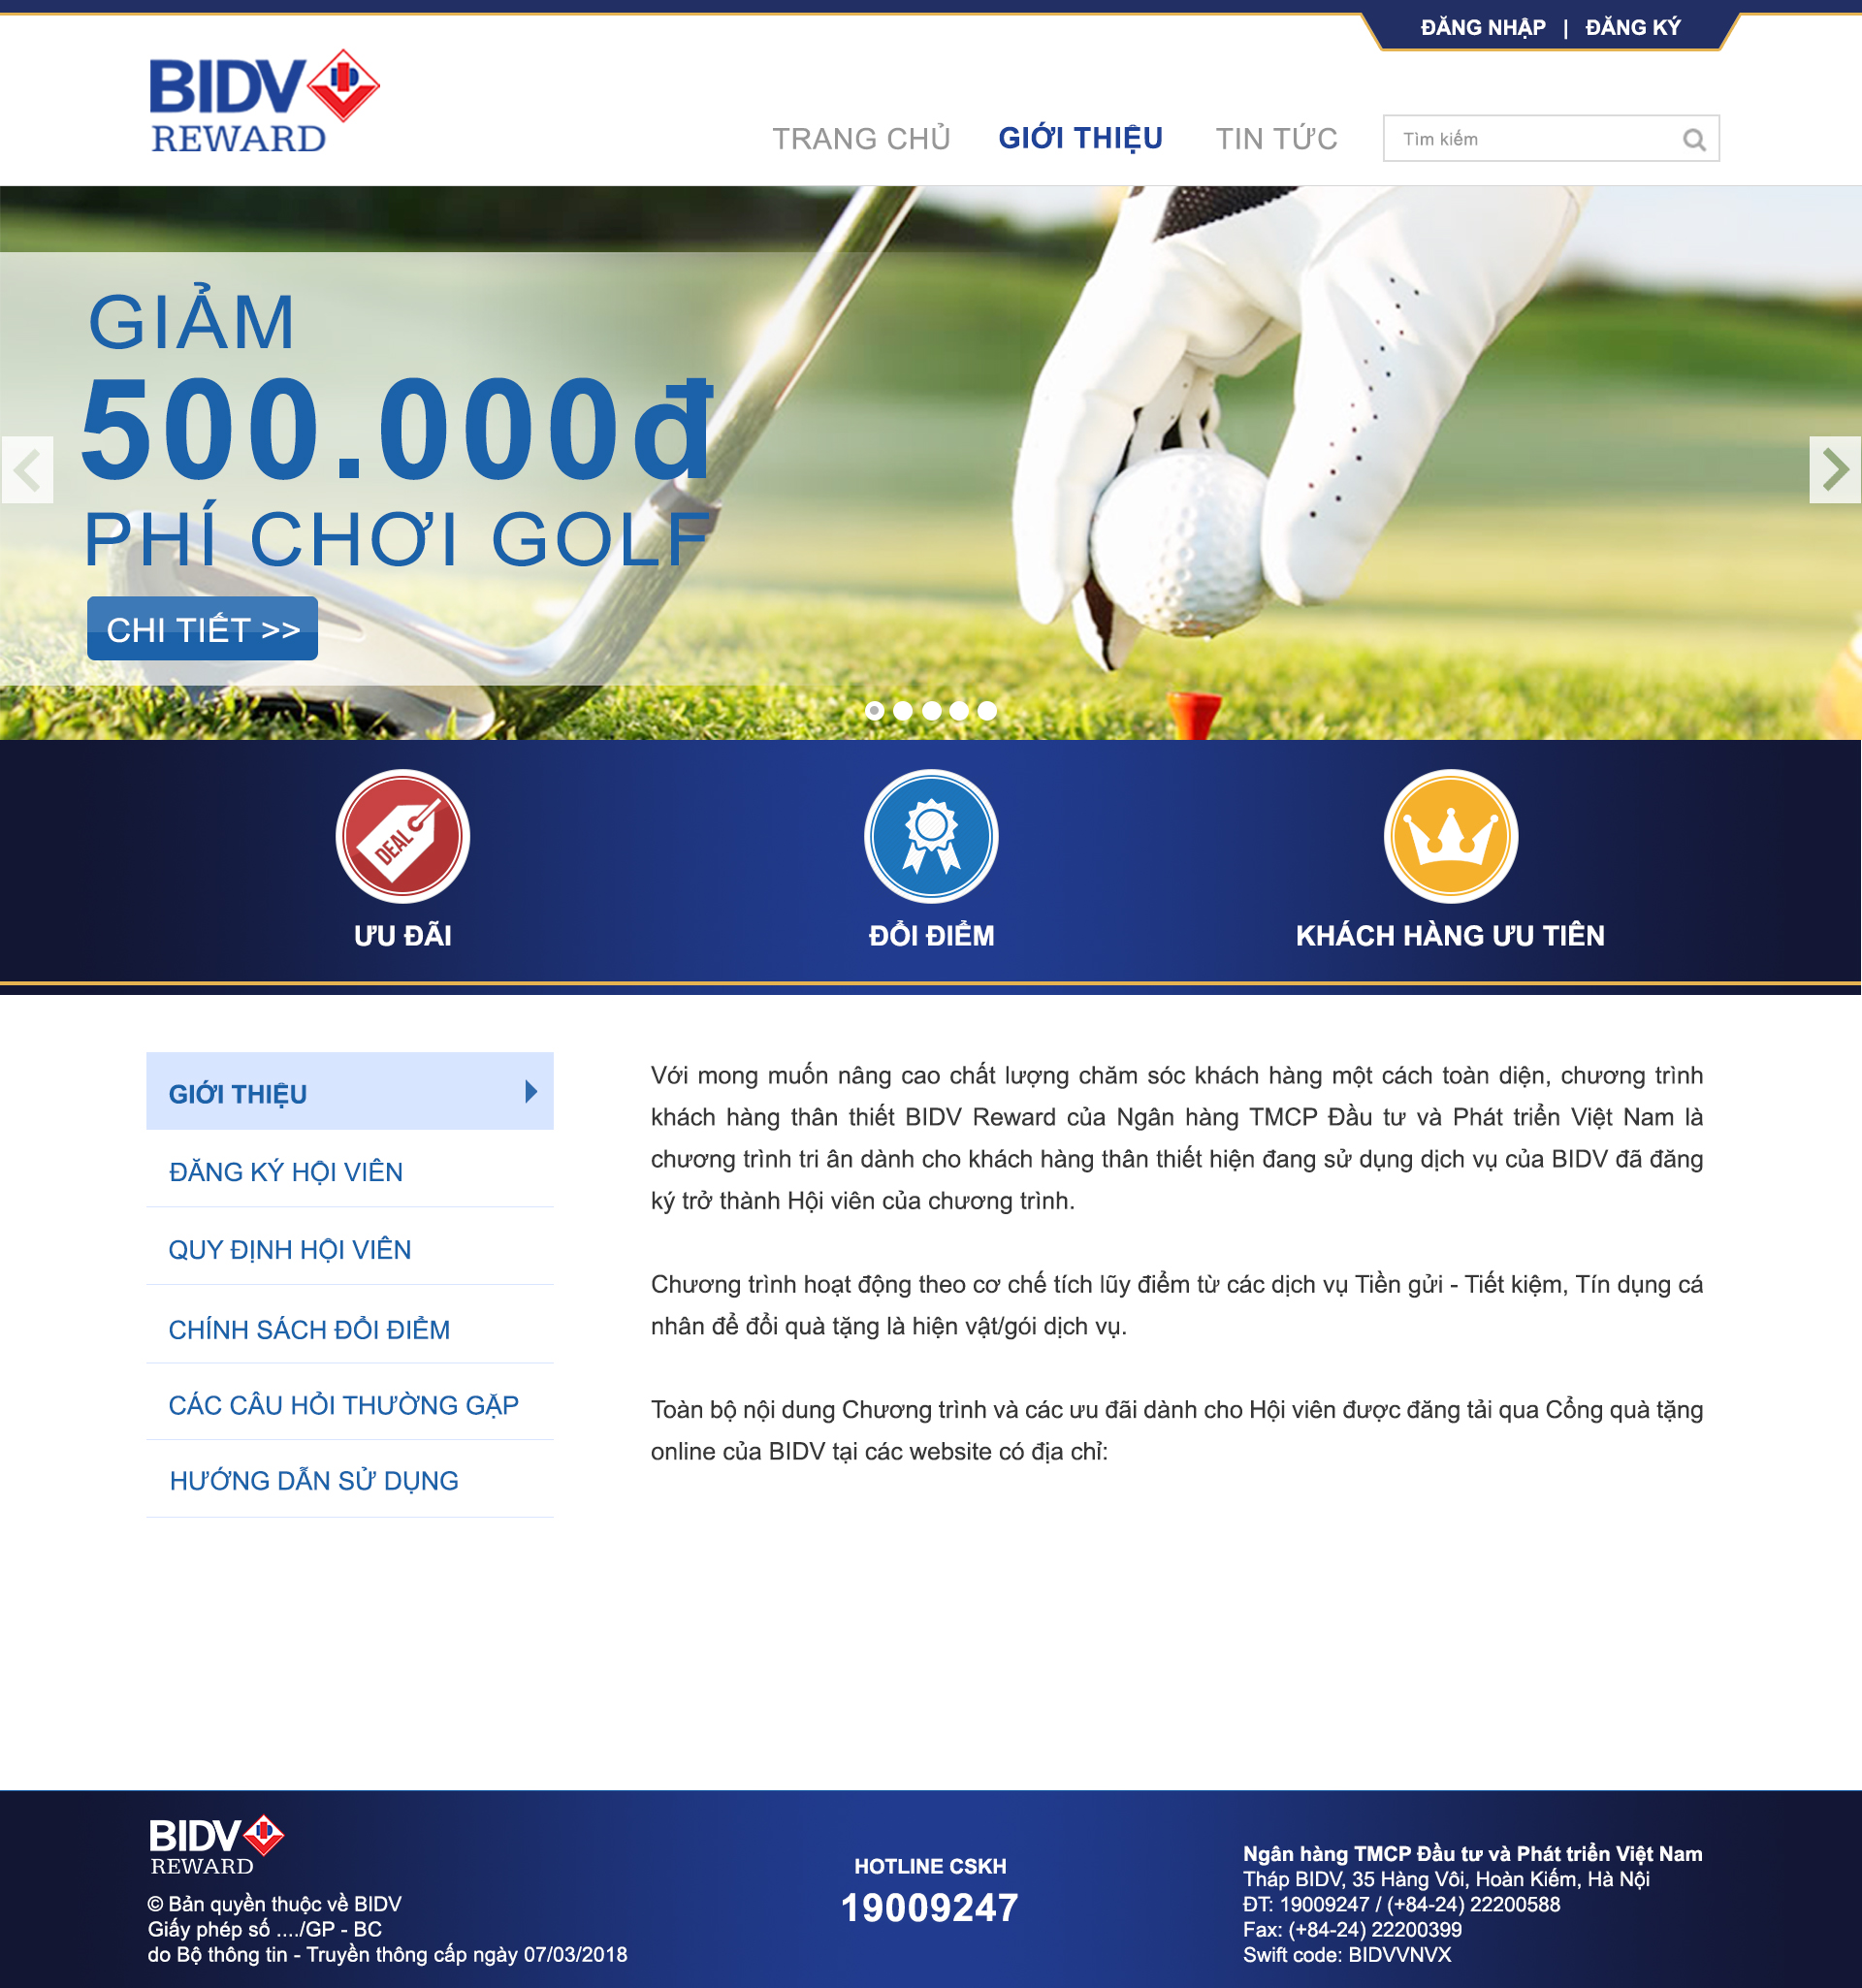 ĐĂNG NHẬP | ĐĂNG KÝ
BIDV
REWARD
TRANG CHỦ GIỚI THIỆU TIN TỨC Tìm kiếm
GIẢM
500.000đ
PHÍ CHƠI GOLF
CHI TIẾT >>
DEAL
ƯU ĐÃI ĐỔI ĐIỂM KHÁCH HÀNG ƯU TIÊN
GIỚI THIỆU
ĐĂNG KÝ HỘI VIÊN
QUY ĐỊNH HỘI VIÊN
CHÍNH SÁCH ĐỔI ĐIỂM
CÁC CÂU HỎI THƯỜNG GẶP
HƯỚNG DẪN SỬ DỤNG
Với mong muốn nâng cao chất lượng chăm sóc khách hàng một cách toàn diện, chương trình
khách hàng thân thiết BIDV Reward của Ngân hàng TMCP Đầu tư và Phát triển Việt Nam là
chương trình tri ân dành cho khách hàng thân thiết hiện đang sử dụng dịch vụ của BIDV đã đăng
ký trở thành Hội viên của chương trình.
Chương trình hoạt động theo cơ chế tích lũy điểm từ các dịch vụ Tiền gửi - Tiết kiệm, Tín dụng cá
nhân để đổi quà tặng là hiện vật/gói dịch vụ.
Toàn bộ nội dung Chương trình và các ưu đãi dành cho Hội viên được đăng tải qua Cổng quà tặng
online của BIDV tại các website có địa chỉ:
BIDV
REWARD
© Bản quyền thuộc về BIDV
Giấy phép số ..../GP - BC
do Bộ thông tin - Truyền thông cấp ngày 07/03/2018
HOTLINE CSKH
19009247
Ngân hàng TMCP Đầu tư và Phát triển Việt Nam
Tháp BIDV, 35 Hàng Vôi, Hoàn Kiếm, Hà Nội
ĐT: 19009247 / (+84-24) 22200588
Fax: (+84-24) 22200399
Swift code: BIDVVNVX